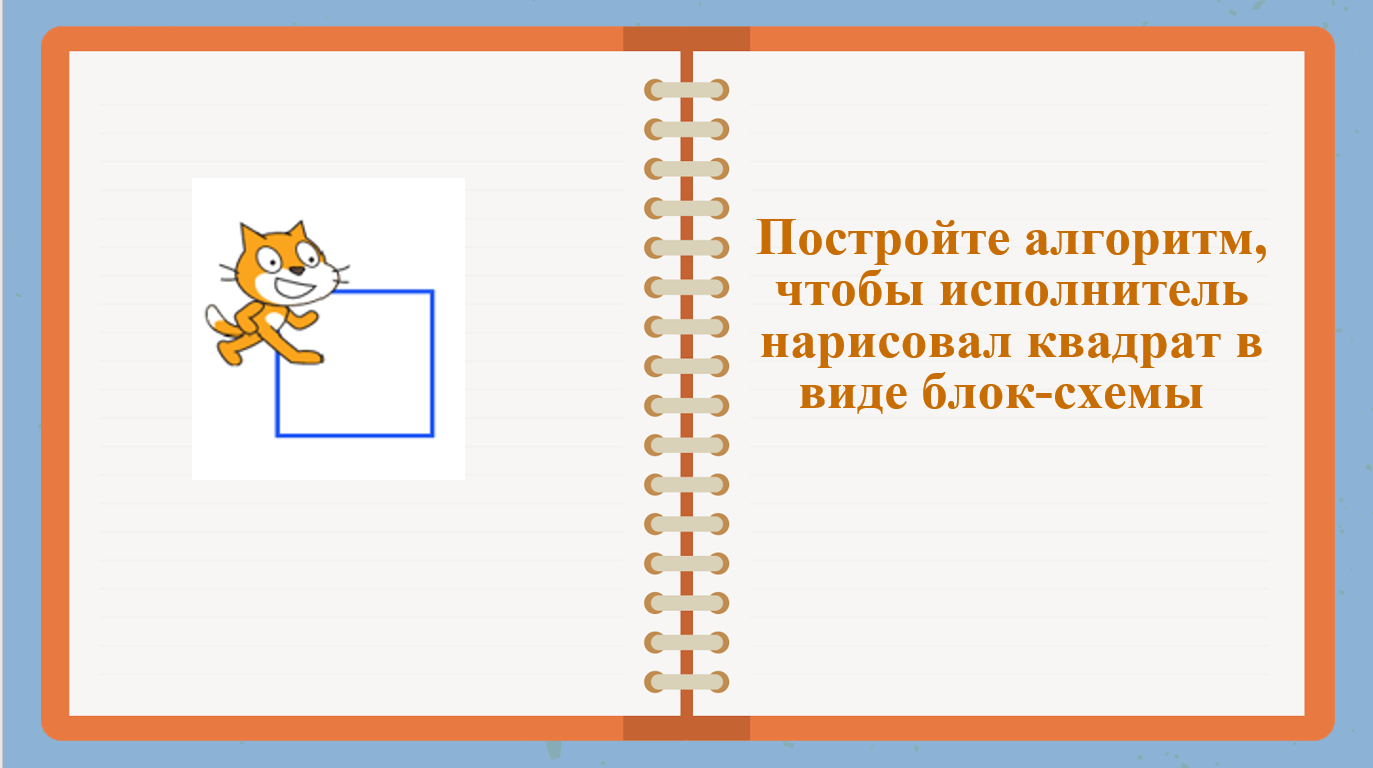 Постройте алгоритм,
чтобы исполнитель
нарисовал квадрат в
виде блок-схемы